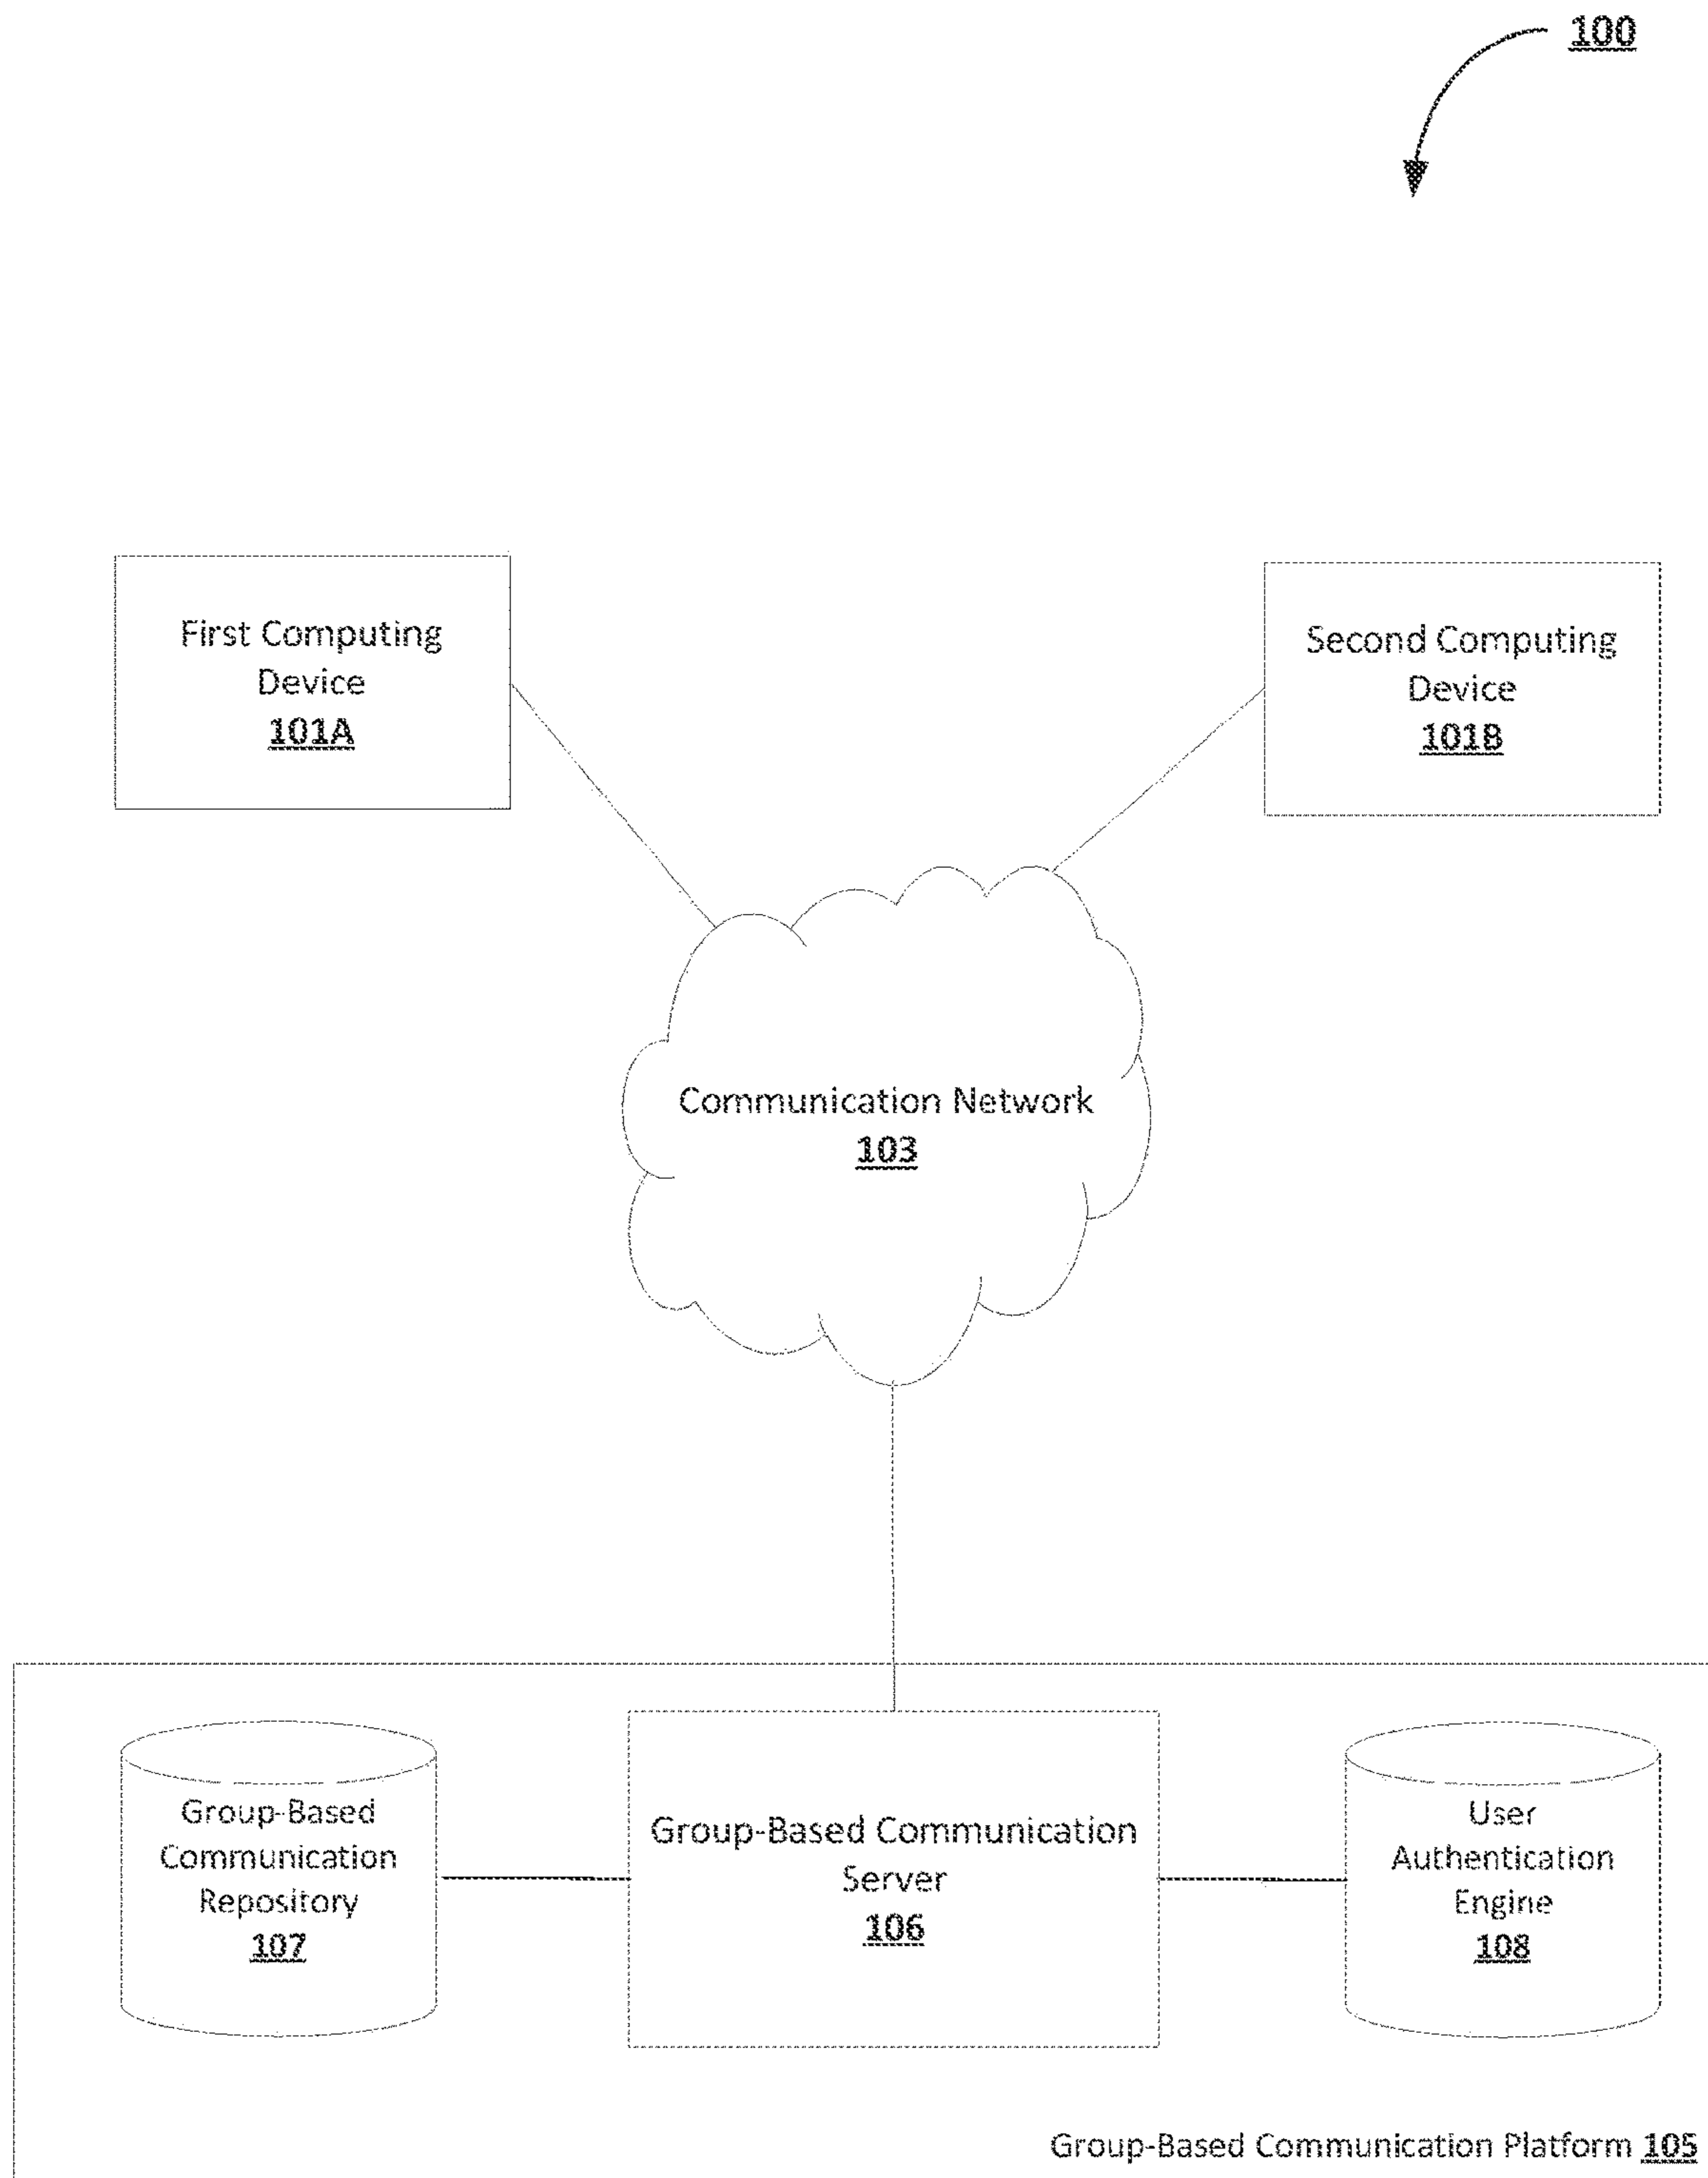 100
First Computing
Device
101A
Second Computing
Device
101B
Communication Network
103
Group-Based
Communication
Repository
107
Group-Based Communication
Server
106
User
Authentication
Engine
108
Group-Based Communication Platform 105